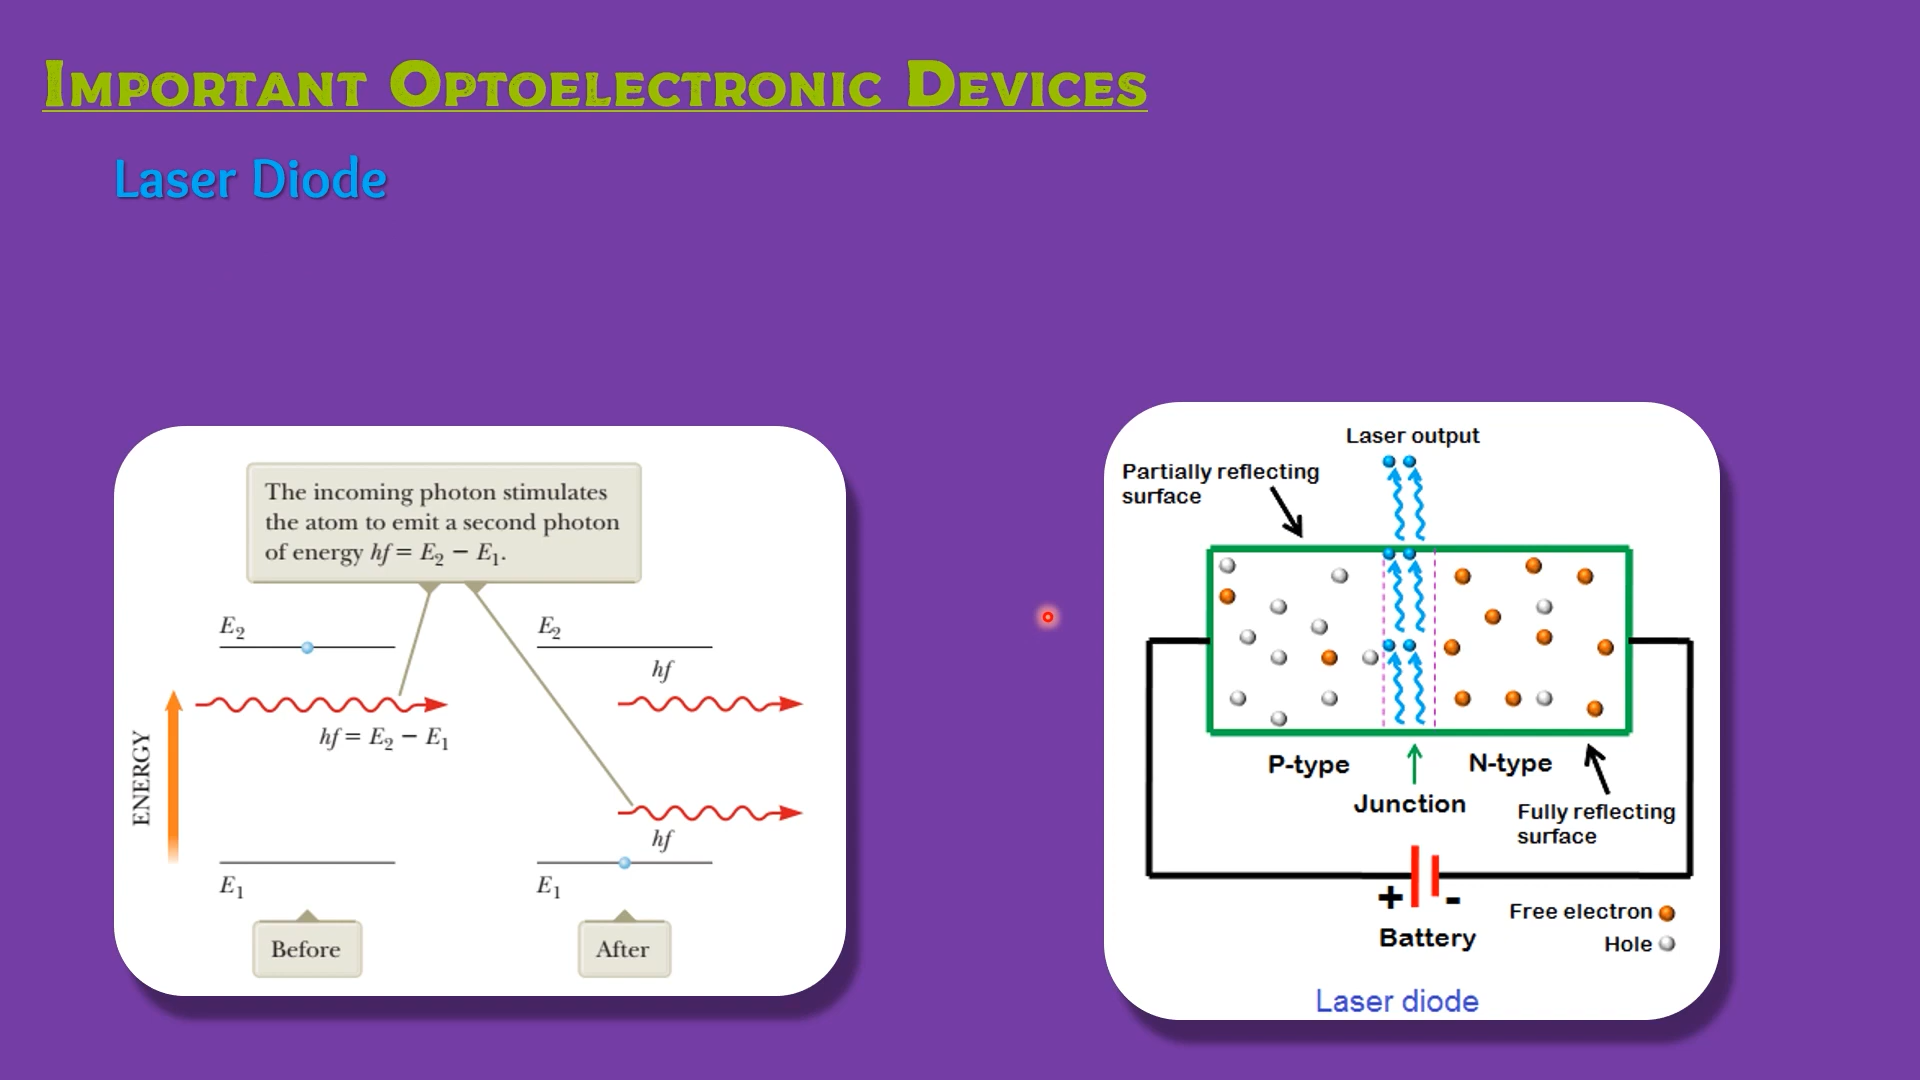 IMPORTANT OPTOELECTRONIC DEVICES
Laser Diode
The incoming photon stimulates
the atom to emit a second photon
of energy hf = E₂ − E₁.
E₂
E₂
hf
hf = E₂ − E₁
ENERGY
hf
E₁
E₁
Before
After
Laser output
Partially reflecting
surface
P-type
N-type
Junction
Fully reflecting
surface
+
-
Battery
Free electron
Hole
Laser diode